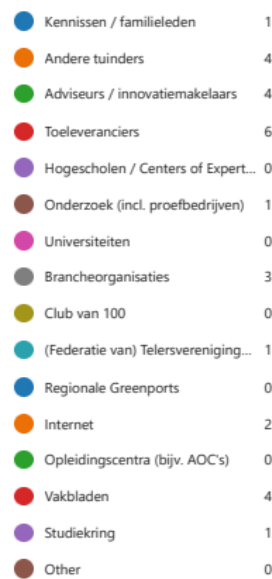 Kennissen / familieleden 1
Andere tuinders 4
Adviseurs / innovatiemakelaars 4
Toeleveranciers 6
Hogescholen / Centers of Expert... 0
Onderzoek (incl. proefbedrijven) 1
Universiteiten 0
Brancheorganisaties 3
Club van 100 0
(Federatie van) Telersvereniging... 1
Regionale Greenports 0
Internet 2
Opleidingscentra (bijv. AOC's) 0
Vakbladen 4
Studiekring 1
Other 0